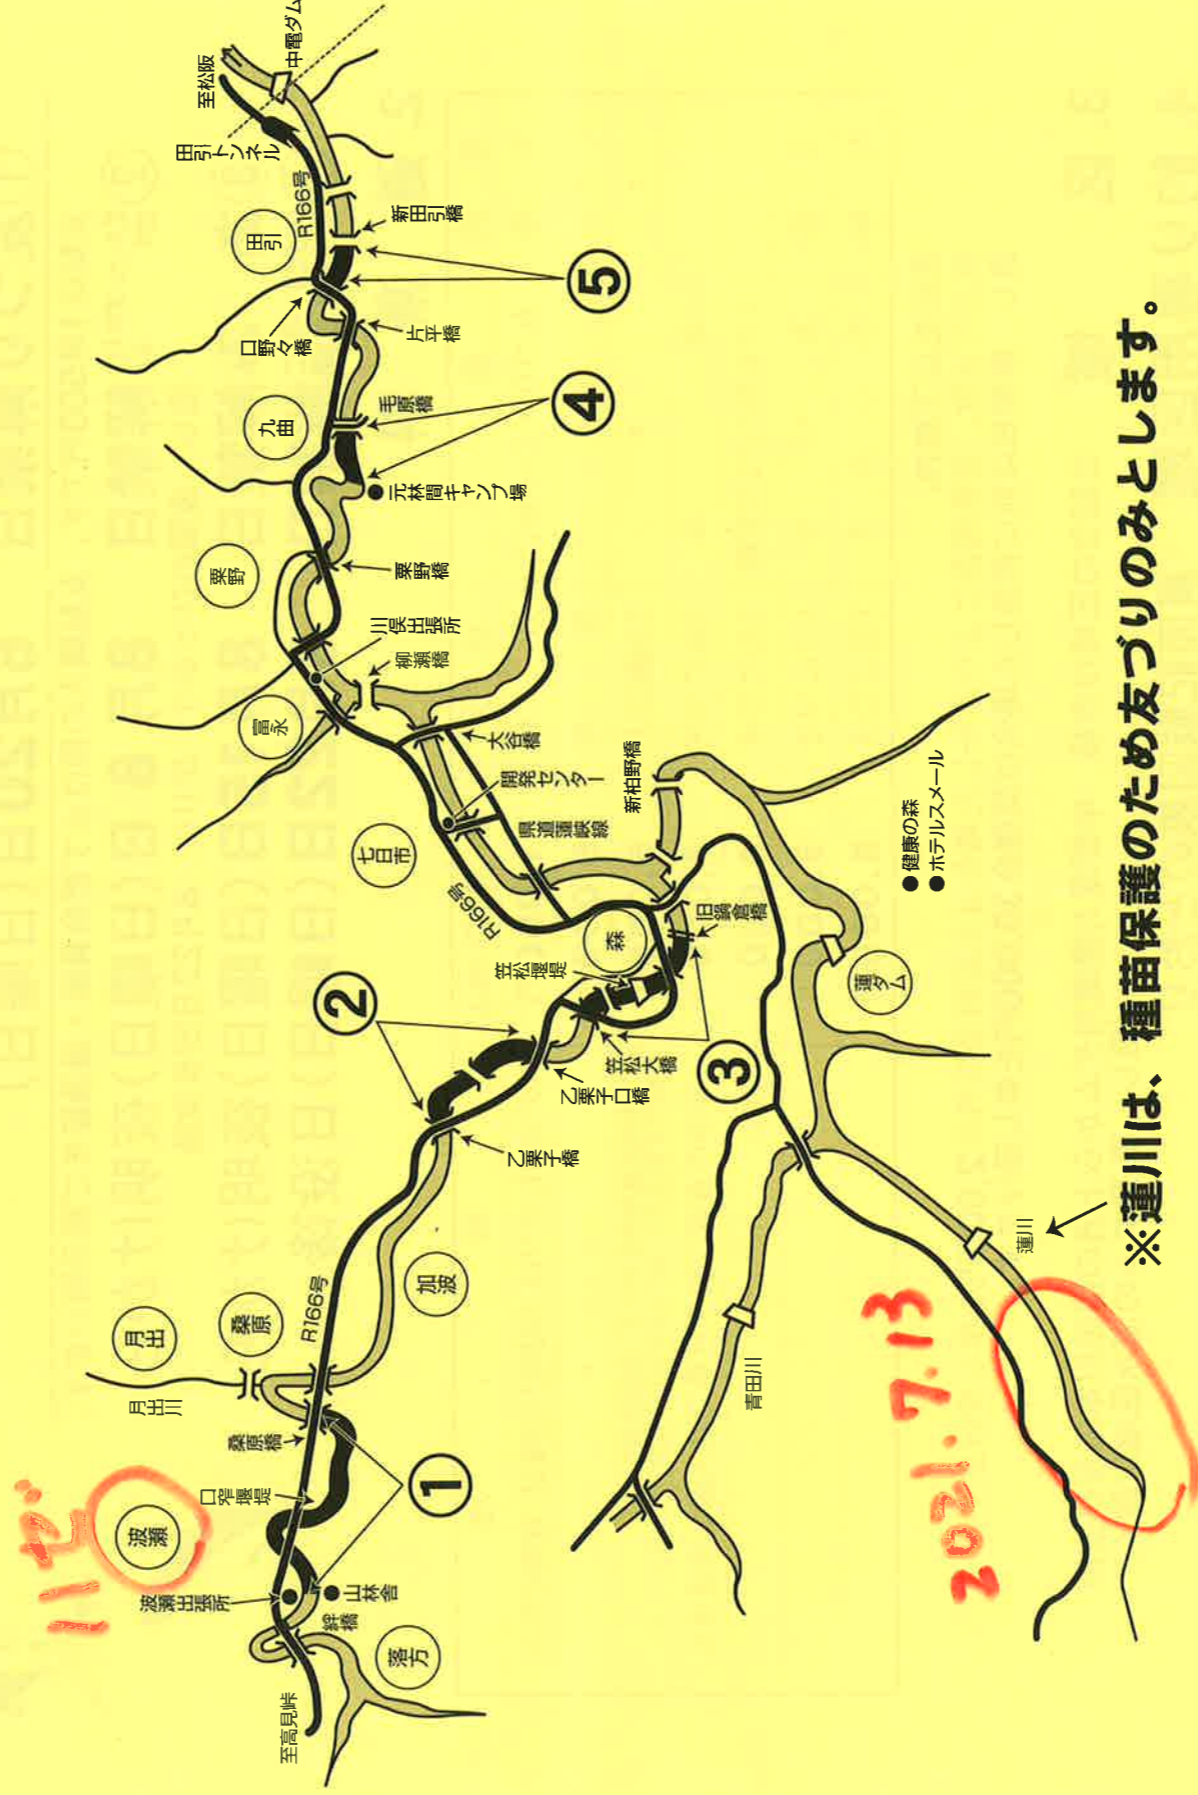 至高見峠
落方
絆橋
山林舎
波瀬出張所
波瀬
口窄堰堤
①
桑原橋
月出川
月出
桑原
R166号
加波
乙栗子橋
②
乙栗子口橋
笠松大橋
③
笠松堰堤
森
旧鍋倉橋
R166号
七日市
県道蓮峡線
開発センター
新柏野橋
大谷橋
富永
柳瀬橋
川俣出張所
粟野
粟野橋
元林間キャンプ場
④
九曲
毛原橋
口野々橋
片平橋
⑤
田引
新田引橋
R166号
田引トンネル
至松阪
中電ダム
健康の森
ホテルスメール
蓮ダム
青田川
蓮川
2021.7.13
※蓮川は、種苗保護のため友づりのみとします。